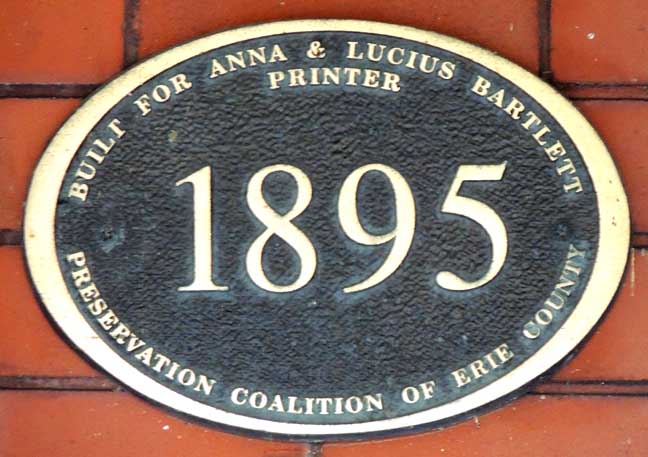 BUILT FOR ANNA & LUCIUS BARTLETT
PRINTER
1895
PRESERVATION COALITION OF ERIE COUNTY